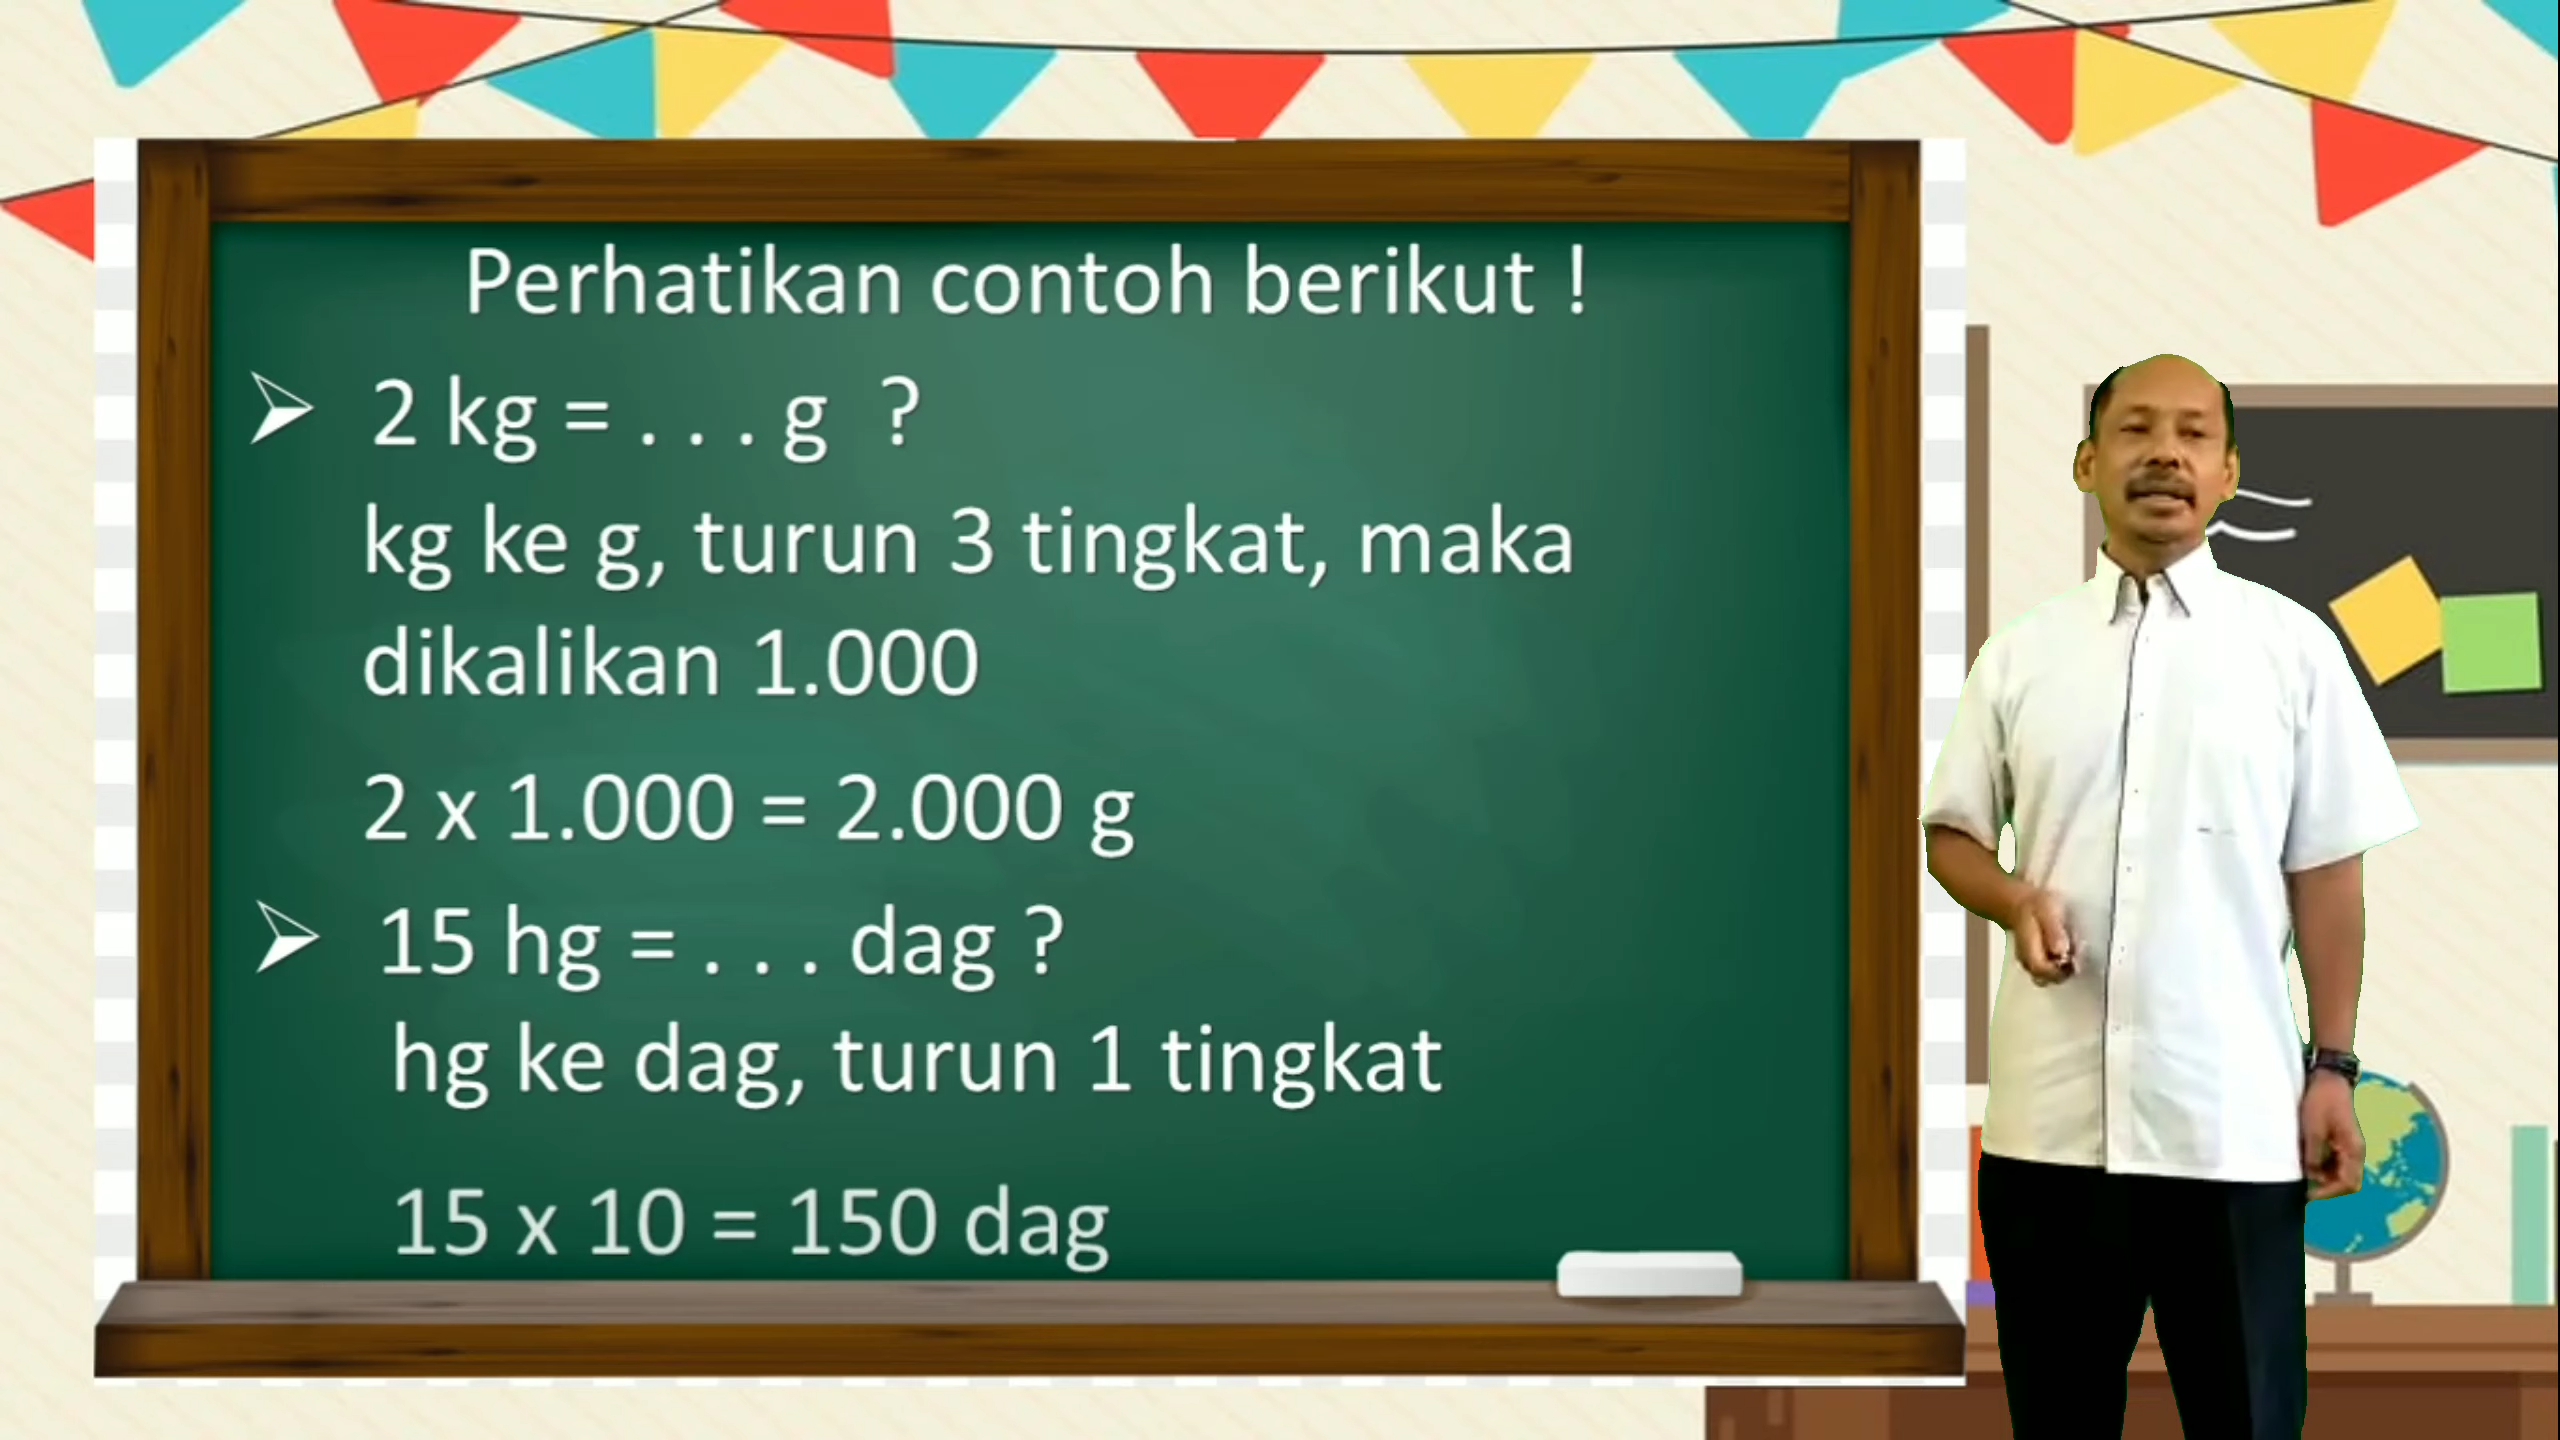 Perhatikan contoh berikut !
2 kg = . . . g ?
kg ke g, turun 3 tingkat, maka
dikalikan 1.000
2 x 1.000 = 2.000 g
15 hg = . . . dag ?
hg ke dag, turun 1 tingkat
15 x 10 = 150 dag